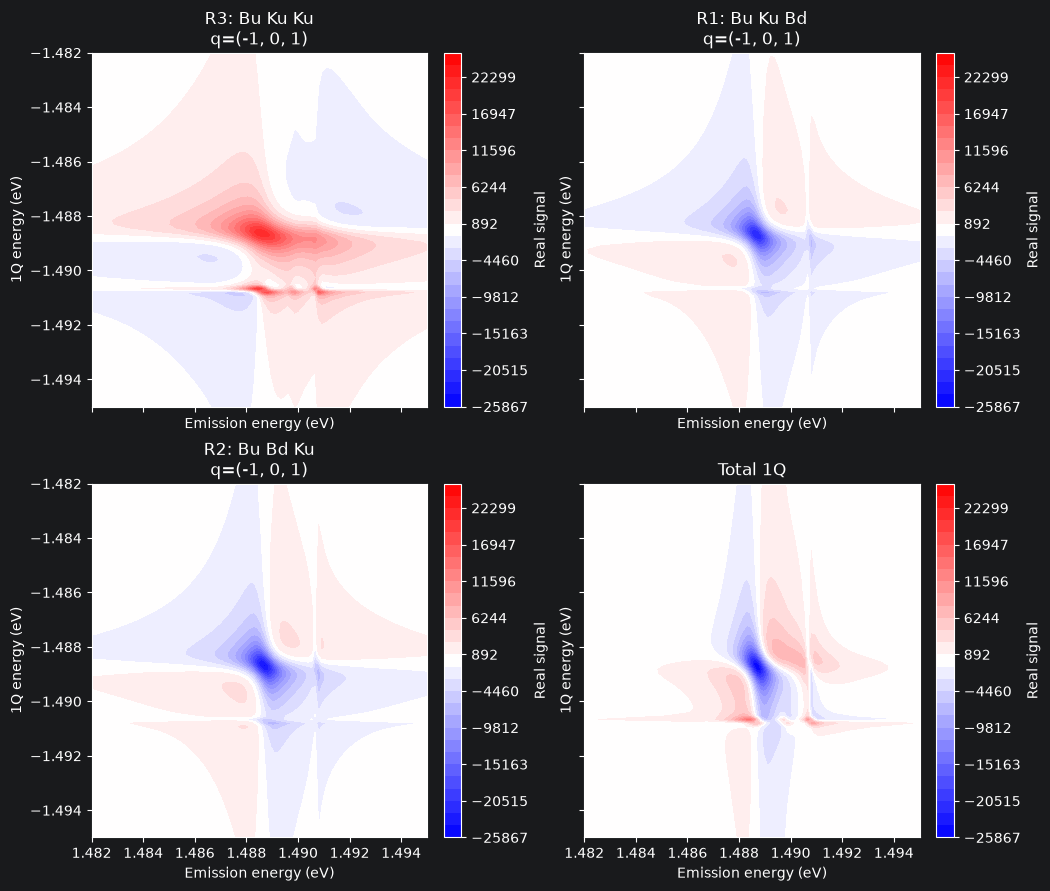 R3: Bu Ku Ku
q=(-1, 0, 1)
−1.482
−1.484
−1.486
−1.488
−1.490
−1.492
−1.494
1Q energy (eV)
Emission energy (eV)
22299
16947
11596
6244
892
−4460
−9812
−15163
−20515
−25867
Real signal
R1: Bu Ku Bd
q=(-1, 0, 1)
1Q energy (eV)
Emission energy (eV)
22299
16947
11596
6244
892
−4460
−9812
−15163
−20515
−25867
Real signal
R2: Bu Bd Ku
q=(-1, 0, 1)
−1.482
−1.484
−1.486
−1.488
−1.490
−1.492
−1.494
1Q energy (eV)
1.482 1.484 1.486 1.488 1.490 1.492 1.494
Emission energy (eV)
22299
16947
11596
6244
892
−4460
−9812
−15163
−20515
−25867
Real signal
Total 1Q
1Q energy (eV)
1.482 1.484 1.486 1.488 1.490 1.492 1.494
Emission energy (eV)
22299
16947
11596
6244
892
−4460
−9812
−15163
−20515
−25867
Real signal